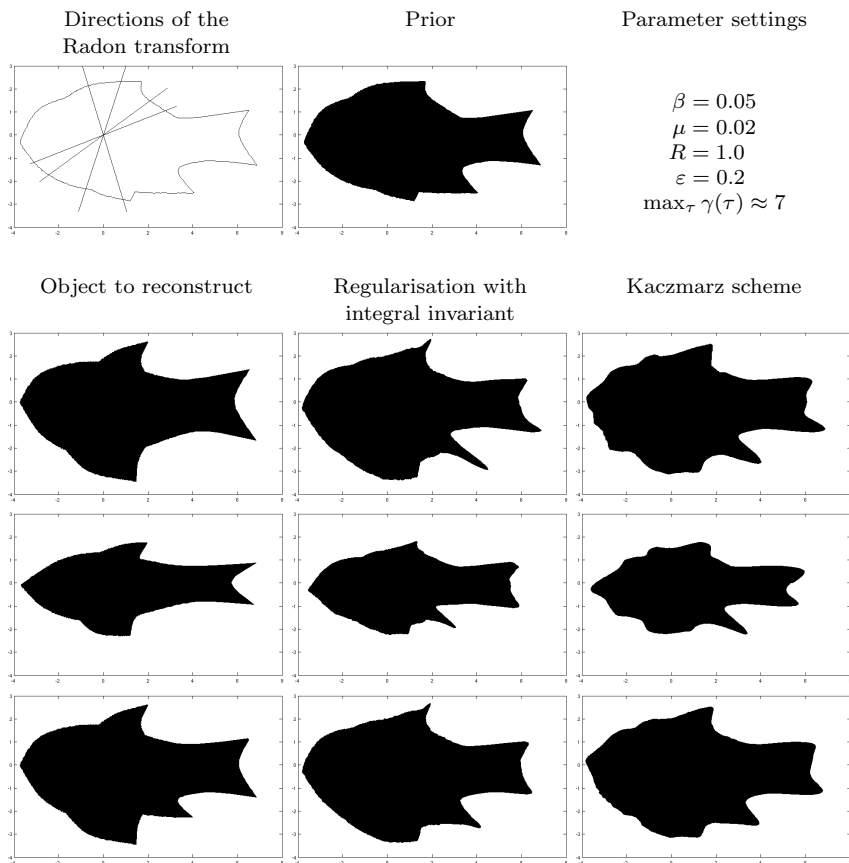 Directions of the
Radon transform
Prior
Parameter settings
β = 0.05
μ = 0.02
R = 1.0
ε = 0.2
max_τ γ(τ) ≈ 7
Object to reconstruct
Regularisation with
integral invariant
Kaczmarz scheme